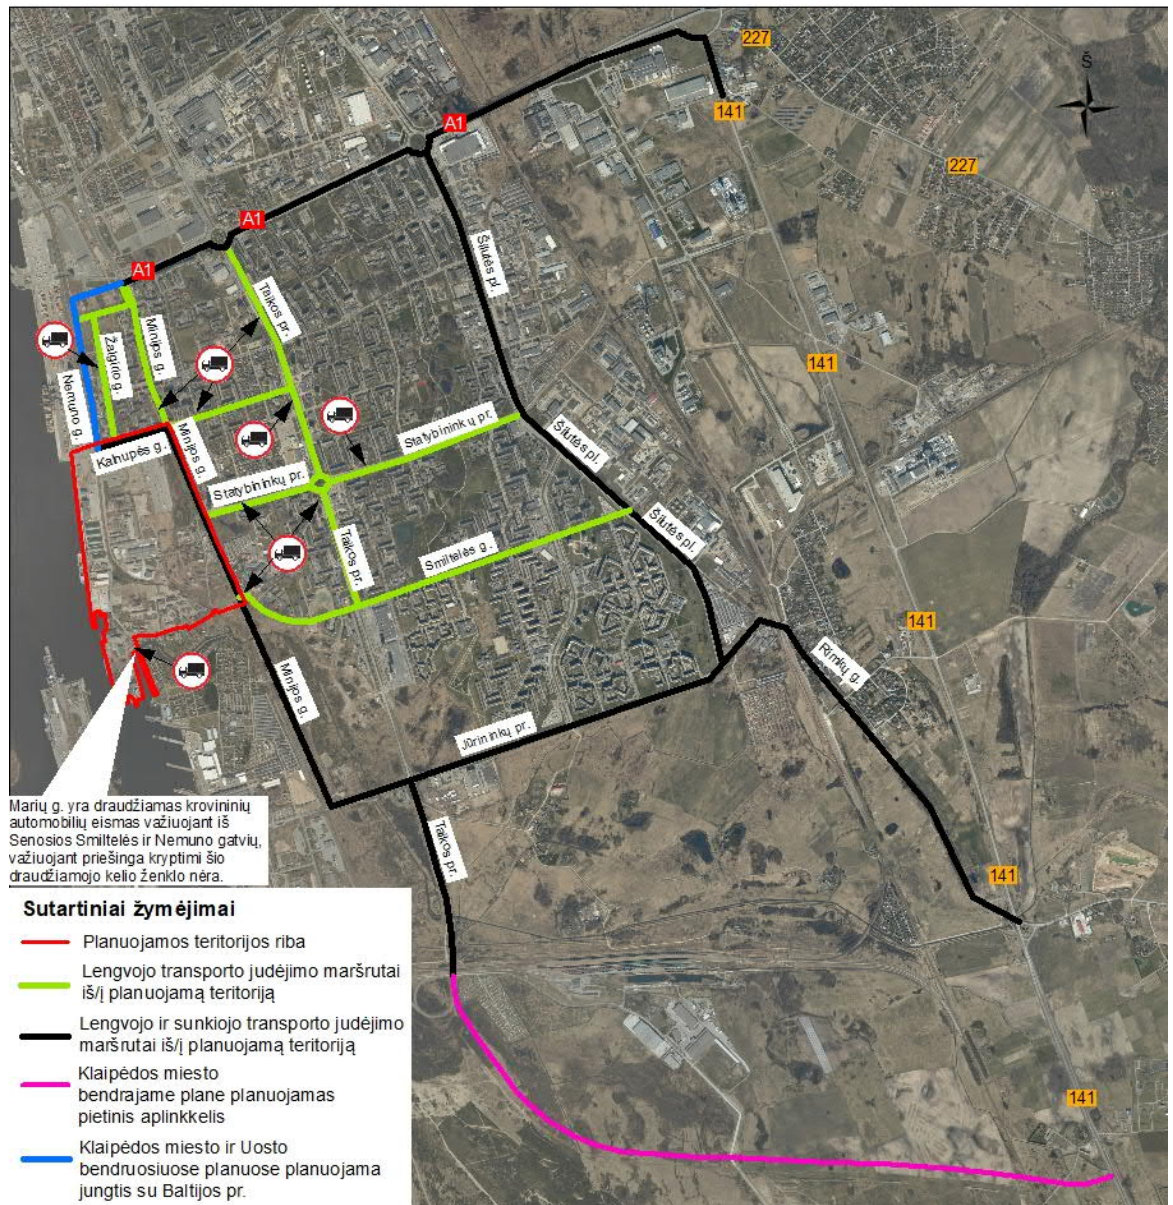 227
Š
141
A1
227
A1
Šilutės pl.
A1
Taikos pr.
Minijos g.
Žalgirio g.
141
Nemuno g.
Statybininkų pr.
Minijos g.
Šilutės pl.
Kalnupės g.
Statybininkų pr.
Šilutės pl.
Taikos pr.
Smiltelės g.
141
Rimkų g.
Minijos g.
Jūrininkų pr.
Marių g. yra draudžiamas krovininių
automobilių eismas važiuojant iš
Senosios Smiltelės ir Nemuno gatvių,
važiuojant priešinga kryptimi šio
draudžiamojo kelio ženklo nėra.
Taikos pr.
141
Sutartiniai žymėjimai
Planuojamos teritorijos riba
Lengvojo transporto judėjimo maršrutai
iš/į planuojamą teritoriją
Lengvojo ir sunkiojo transporto judėjimo
maršrutai iš/į planuojamą teritoriją
Klaipėdos miesto
bendrajame plane planuojamas
pietinis aplinkkelis
141
Klaipėdos miesto ir Uosto
bendruosiuose planuose planuojama
jungtis su Baltijos pr.